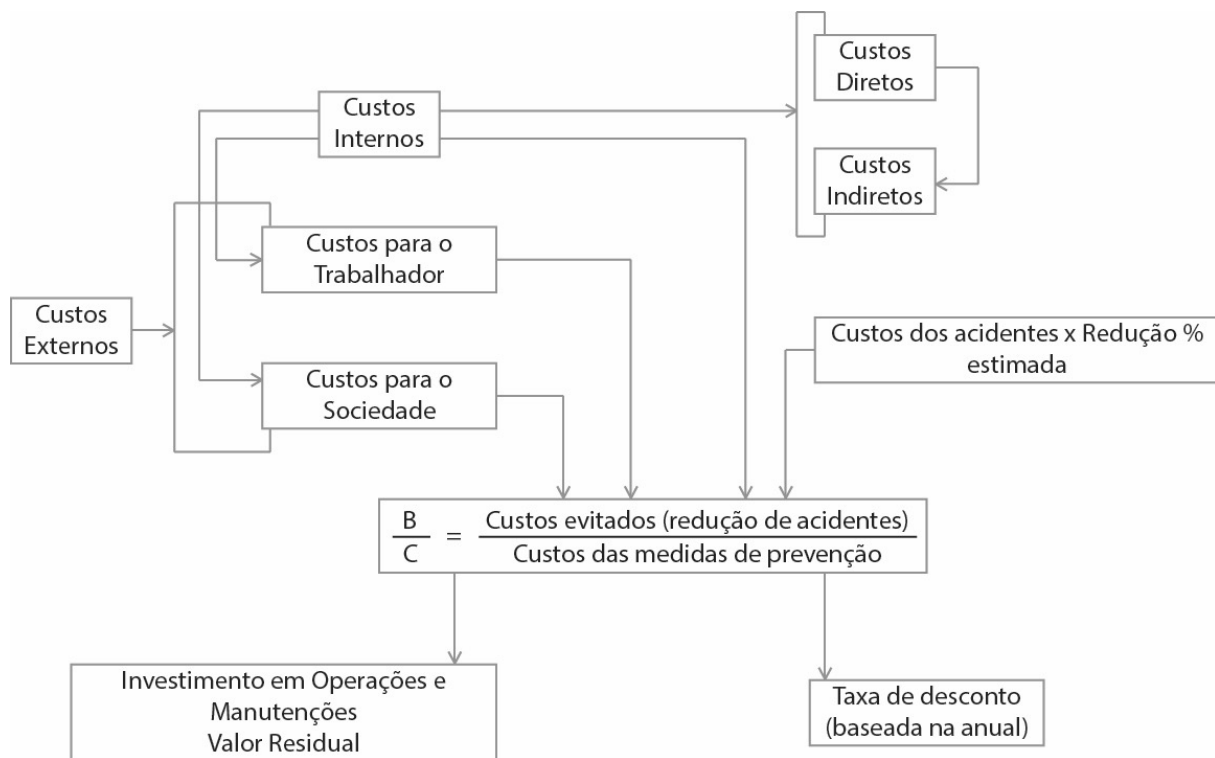 Custos
Diretos
Custos
Internos
Custos
Indiretos
Custos para o
Trabalhador
Custos
Externos
Custos dos acidentes x Redução %
estimada
Custos para o
Sociedade
B
C
=
Custos evitados (redução de acidentes)
Custos das medidas de prevenção
Investimento em Operações e
Manutenções
Valor Residual
Taxa de desconto
(baseada na anual)